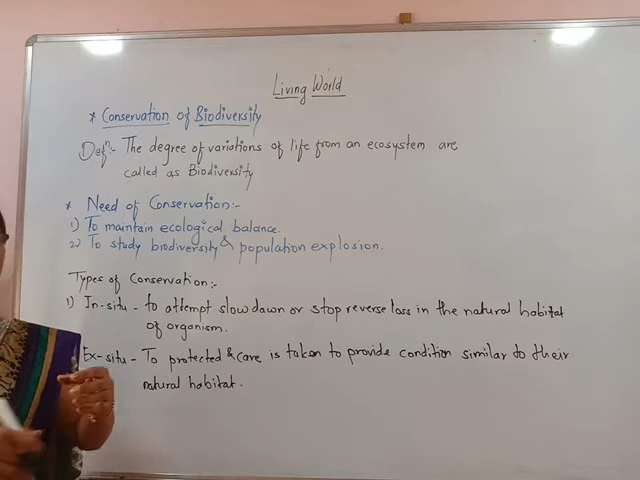 Living World
* Conservation of Biodiversity
Defn:- The degree of variations of life from an ecosystem are
called as Biodiversity
* Need of Conservation:-
1) To maintain ecological balance.
2) To study biodiversity & population explosion.
Types of Conservation:-
1) In-situ - to attempt slow down or stop reverse loss in the natural habitat
of organism.
Ex-situ - To protected & care is taken to provide condition similar to their
natural habitat.